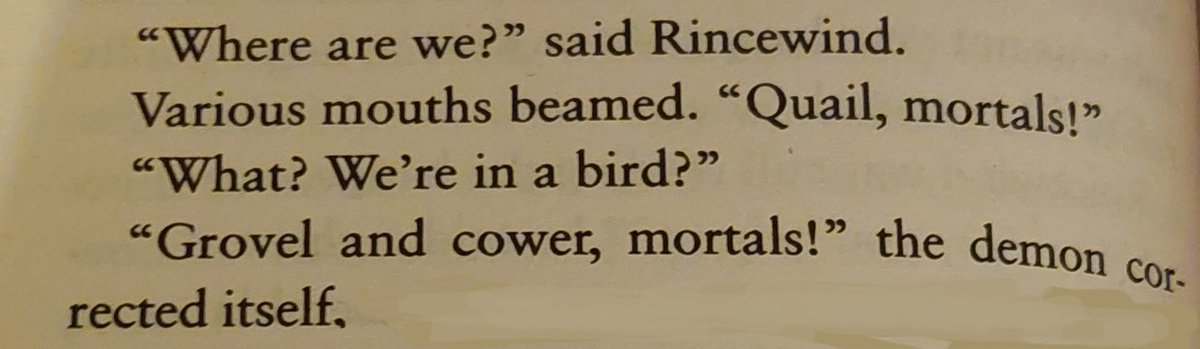 “Where are we?” said Rincewind.
Various mouths beamed. “Quail, mortals!”
“What? We’re in a bird?”
“Grovel and cower, mortals!” the demon cor-
rected itself.